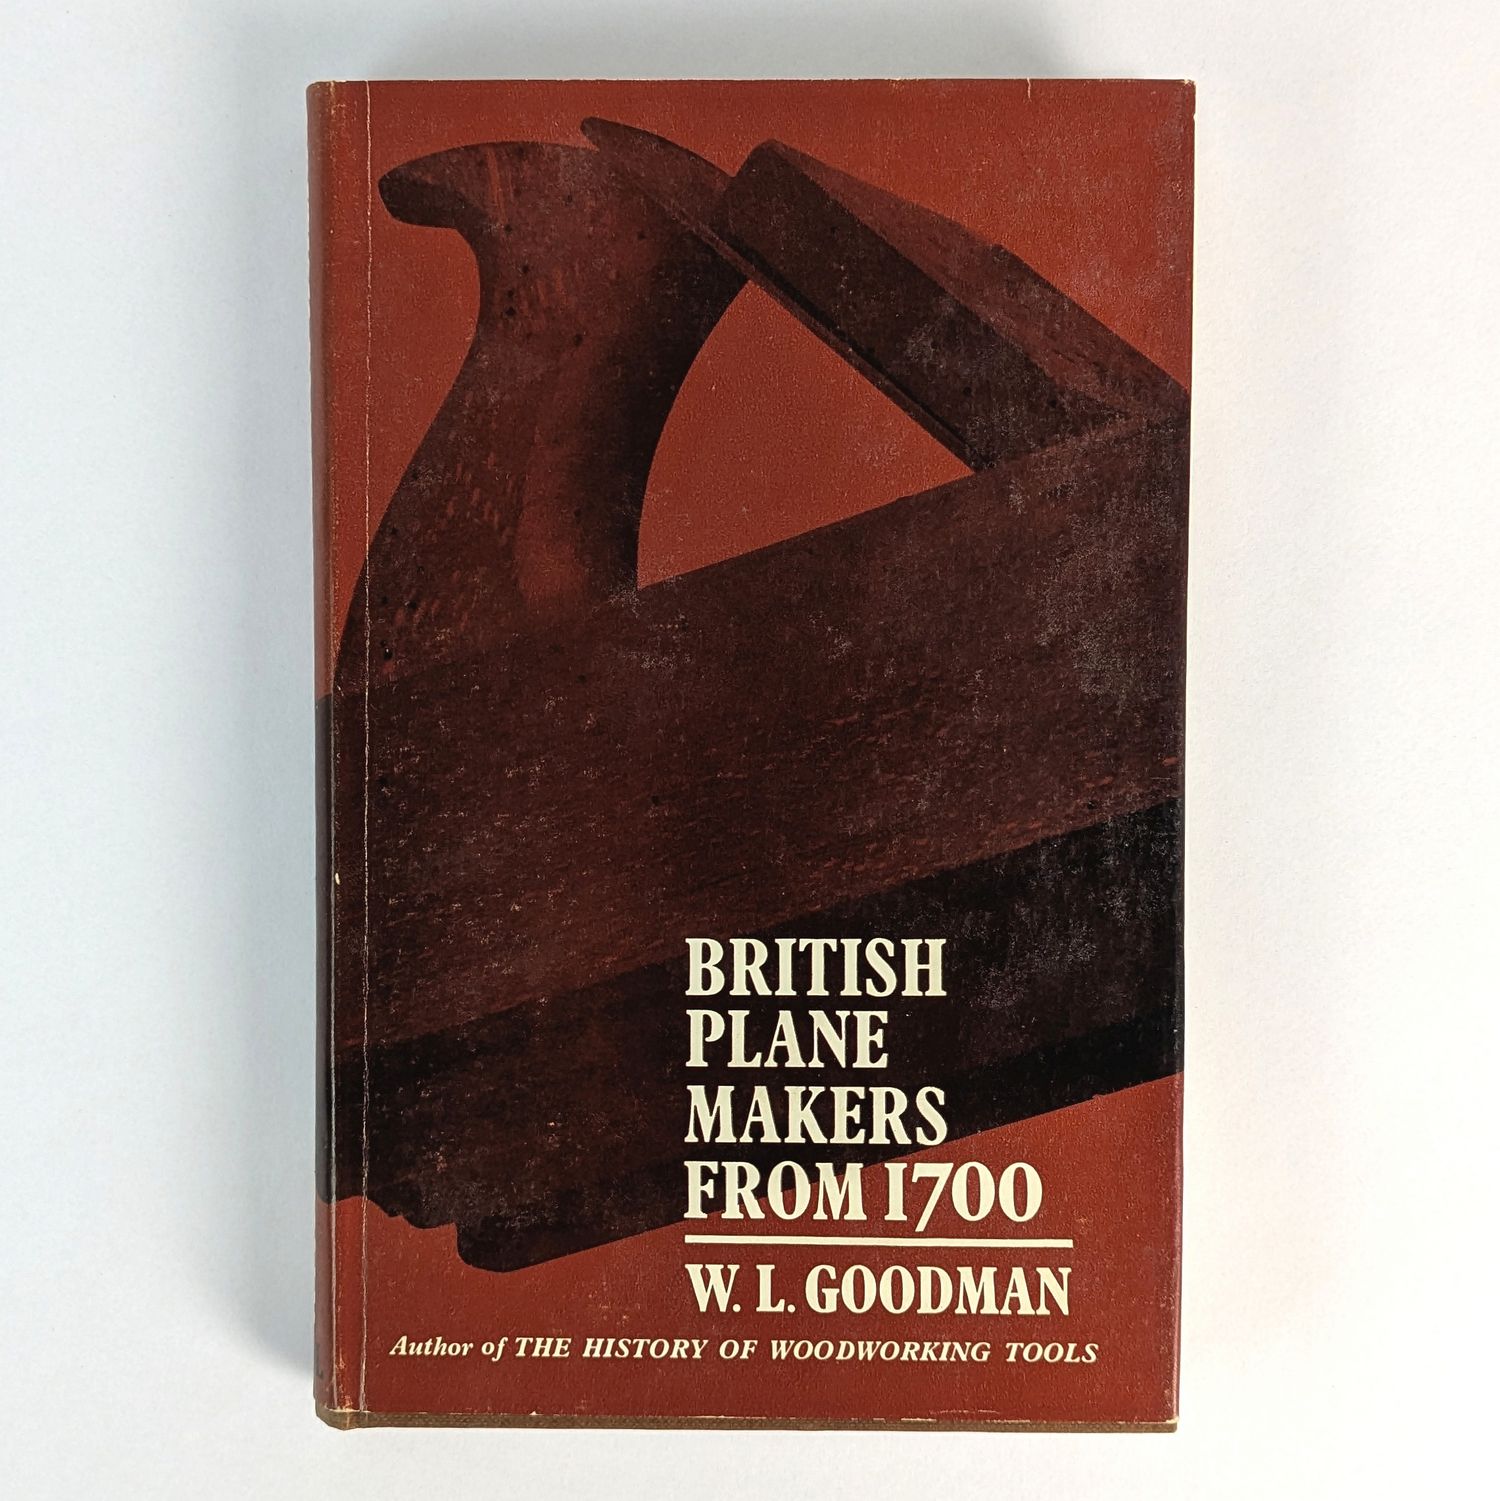 BRITISH
PLANE
MAKERS
FROM 1700
W. L. GOODMAN
Author of THE HISTORY OF WOODWORKING TOOLS